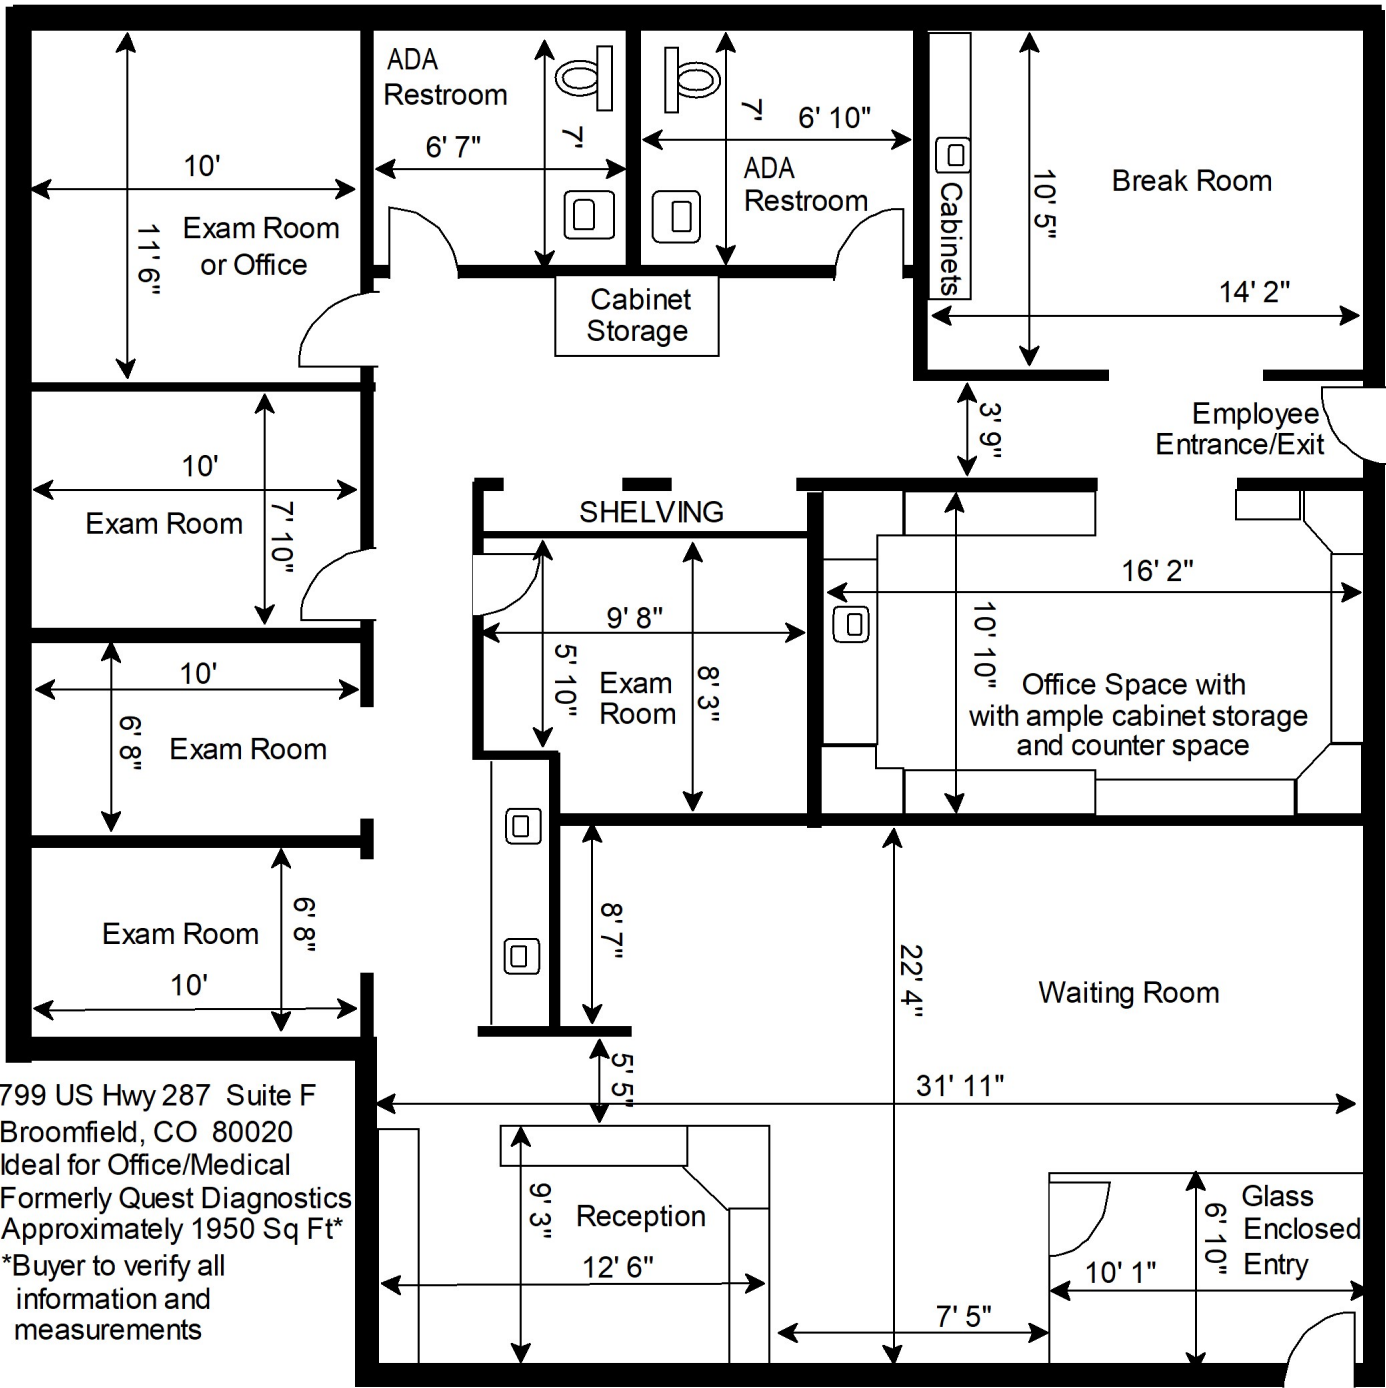 ADA
Restroom
6' 7"
7'
7'
6' 10"
ADA
Restroom
Cabinets
10' 5"
Break Room
14' 2"
10'
11' 6"
Exam Room
or Office
Cabinet
Storage
3' 9"
Employee
Entrance/Exit
10'
Exam Room
7' 10"
SHELVING
9' 8"
5' 10"
Exam
Room
8' 3"
16' 2"
10' 10"
Office Space with
with ample cabinet storage
and counter space
10'
6' 8"
Exam Room
Exam Room
6' 8"
10'
8' 7"
22' 4"
Waiting Room
5' 5"
31' 11"
9' 3"
Reception
12' 6"
7' 5"
10' 1"
6' 10"
Glass
Enclosed
Entry
799 US Hwy 287 Suite F
Broomfield, CO 80020
Ideal for Office/Medical
Formerly Quest Diagnostics
Approximately 1950 Sq Ft*
*Buyer to verify all
information and
measurements